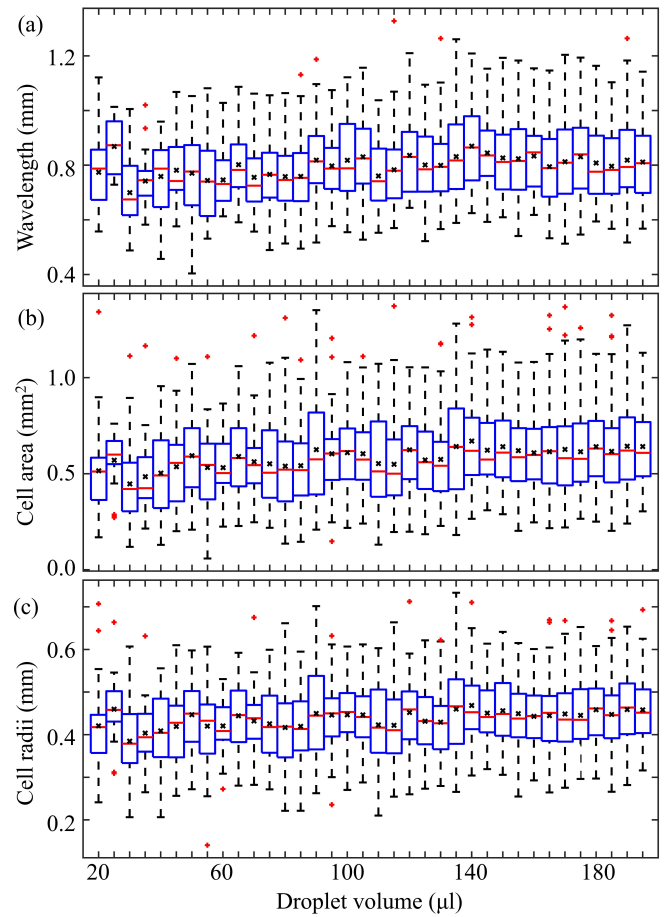 (a)
Wavelength (mm)
1.2
0.8
0.4
(b)
Cell area (mm²)
1.0
0.5
0.0
(c)
Cell radii (mm)
0.6
0.4
0.2
20 60 100 140 180
Droplet volume (μl)